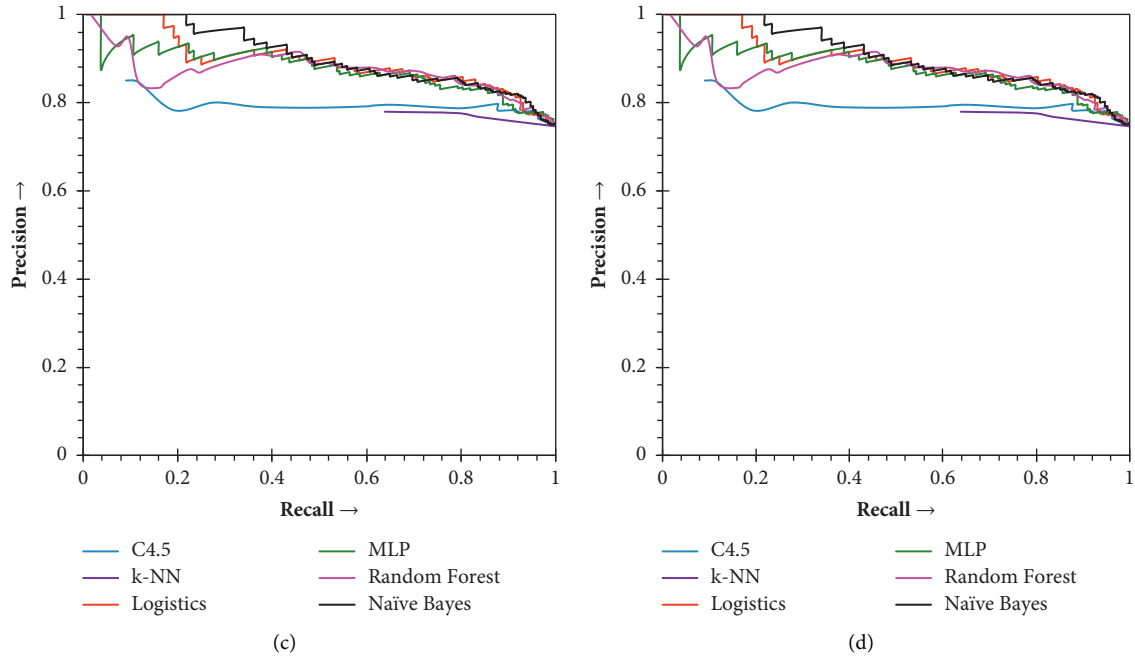 1
0.8
0.6
0.4
0.2
0
Precision →
0
0.2
0.4
0.6
0.8
1
Recall →
C4.5
k-NN
Logistics
MLP
Random Forest
Naïve Bayes
(c)
1
0.8
0.6
0.4
0.2
0
Precision →
0
0.2
0.4
0.6
0.8
1
Recall →
C4.5
k-NN
Logistics
MLP
Random Forest
Naïve Bayes
(d)